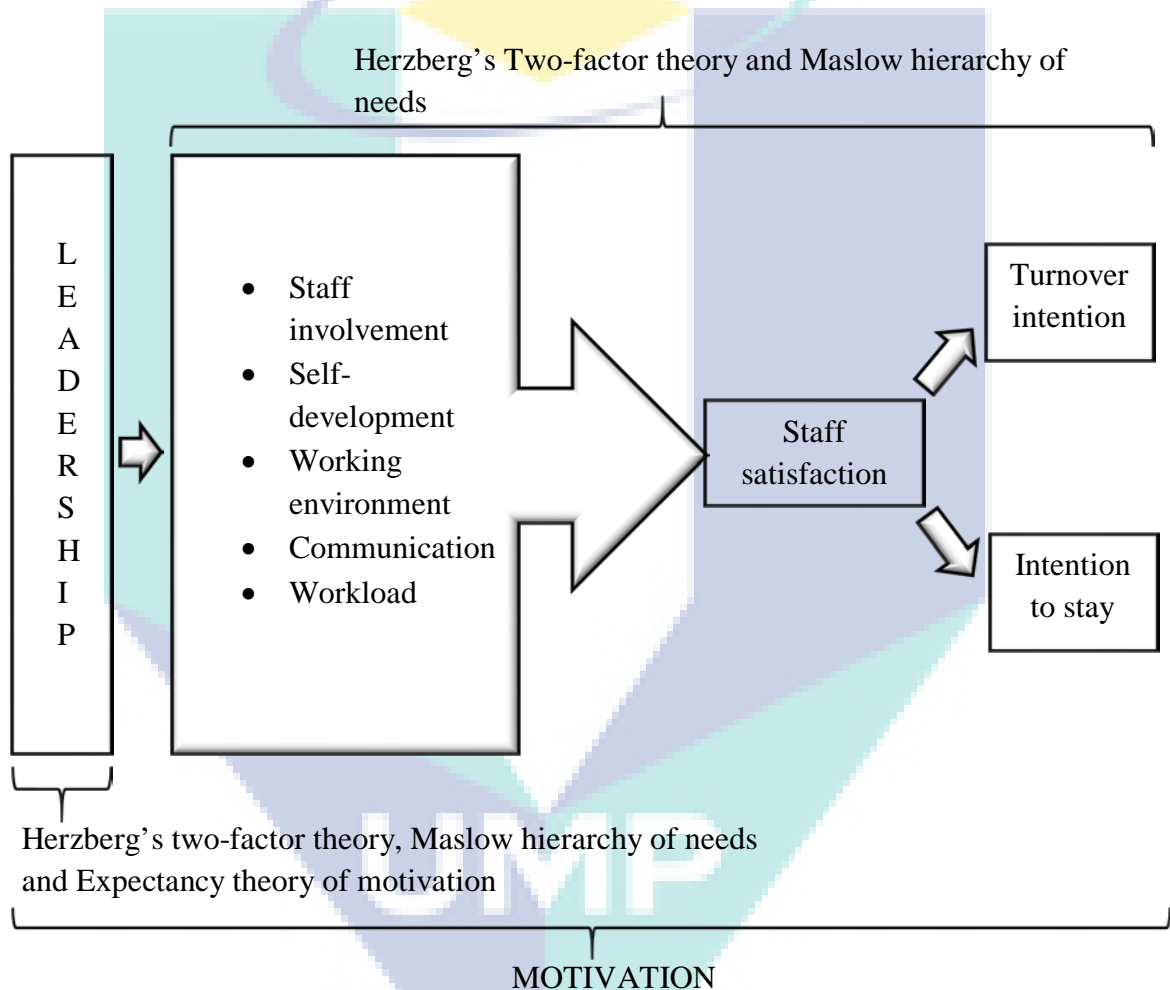 Herzberg’s Two-factor theory and Maslow hierarchy of
needs
L
E
A
D
E
R
S
H
I
P
• Staff
involvement
• Self-
development
• Working
environment
• Communication
• Workload
Staff
satisfaction
Turnover
intention
Intention
to stay
Herzberg’s two-factor theory, Maslow hierarchy of needs
and Expectancy theory of motivation
UMP
MOTIVATION